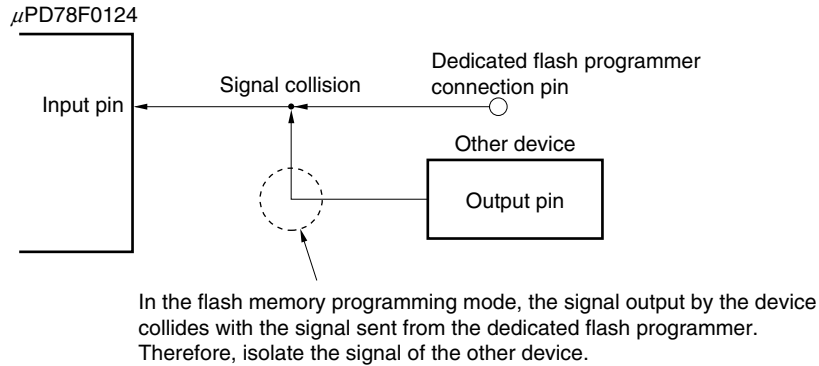 μPD78F0124
Dedicated flash programmer
connection pin
Signal collision
Input pin
Other device
Output pin
In the flash memory programming mode, the signal output by the device
collides with the signal sent from the dedicated flash programmer.
Therefore, isolate the signal of the other device.